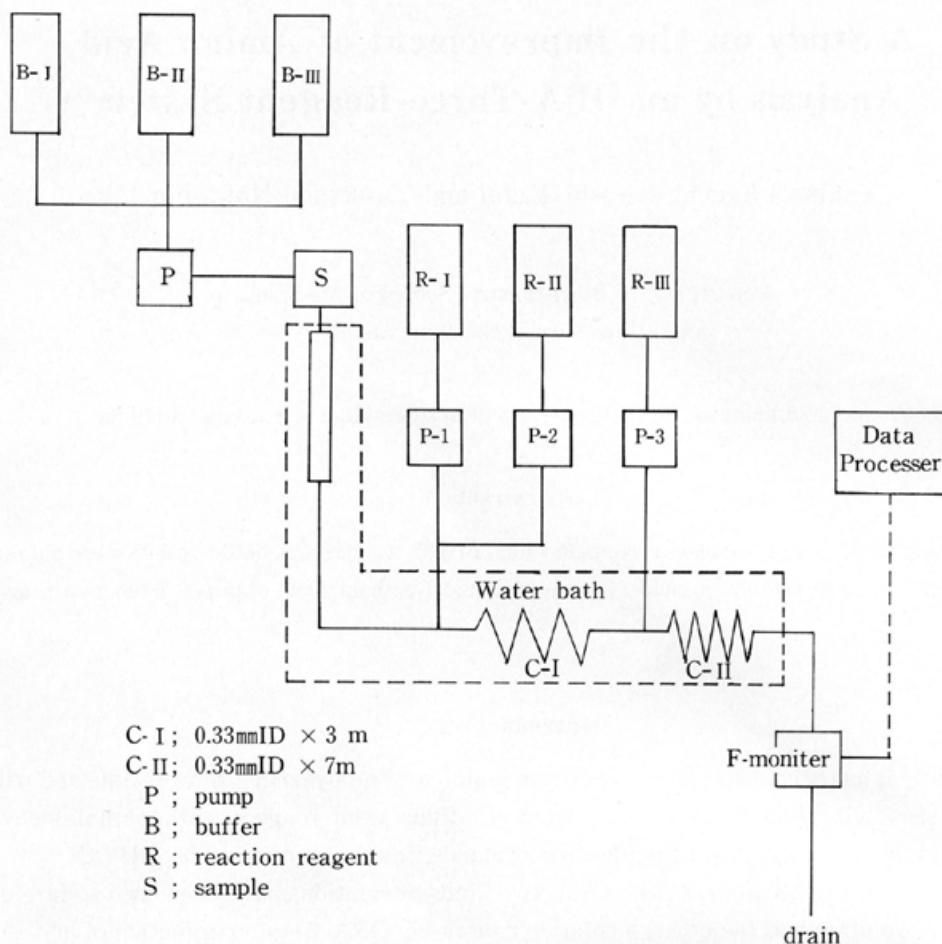 B-Ⅰ
B-Ⅱ
B-Ⅲ
P
S
R-Ⅰ
R-Ⅱ
R-Ⅲ
P-1
P-2
P-3
Data
Processer
Water bath
C-Ⅰ
C-Ⅱ
F-moniter
C-Ⅰ; 0.33mmID × 3 m
C-Ⅱ; 0.33mmID × 7m
P ; pump
B ; buffer
R ; reaction reagent
S ; sample
drain